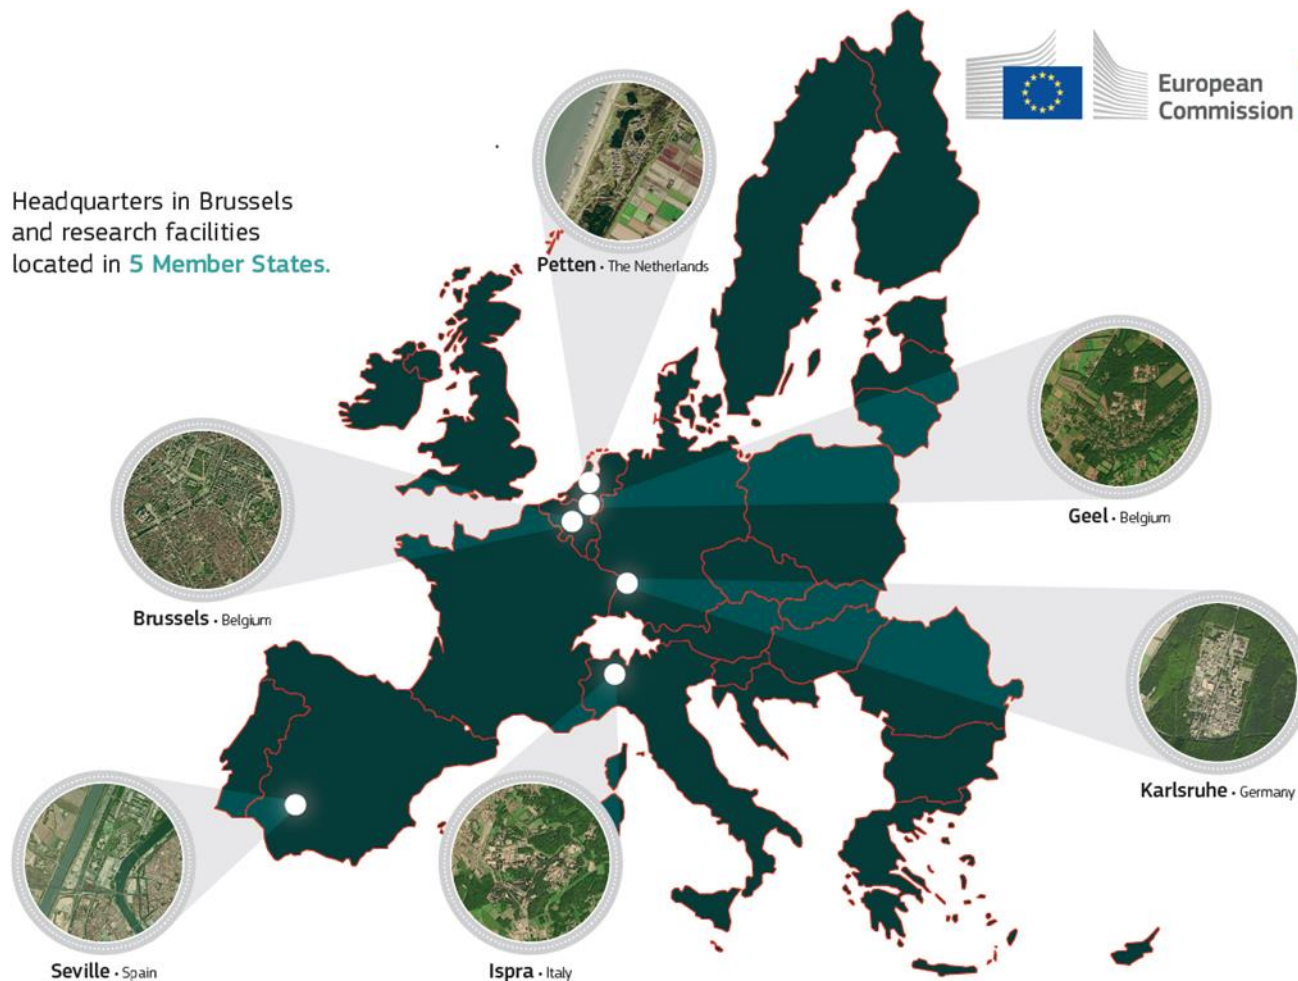 European
Commission
Headquarters in Brussels
and research facilities
located in 5 Member States.
Petten · The Netherlands
Geel · Belgium
Brussels · Belgium
Karlsruhe · Germany
Seville · Spain
Ispra · Italy